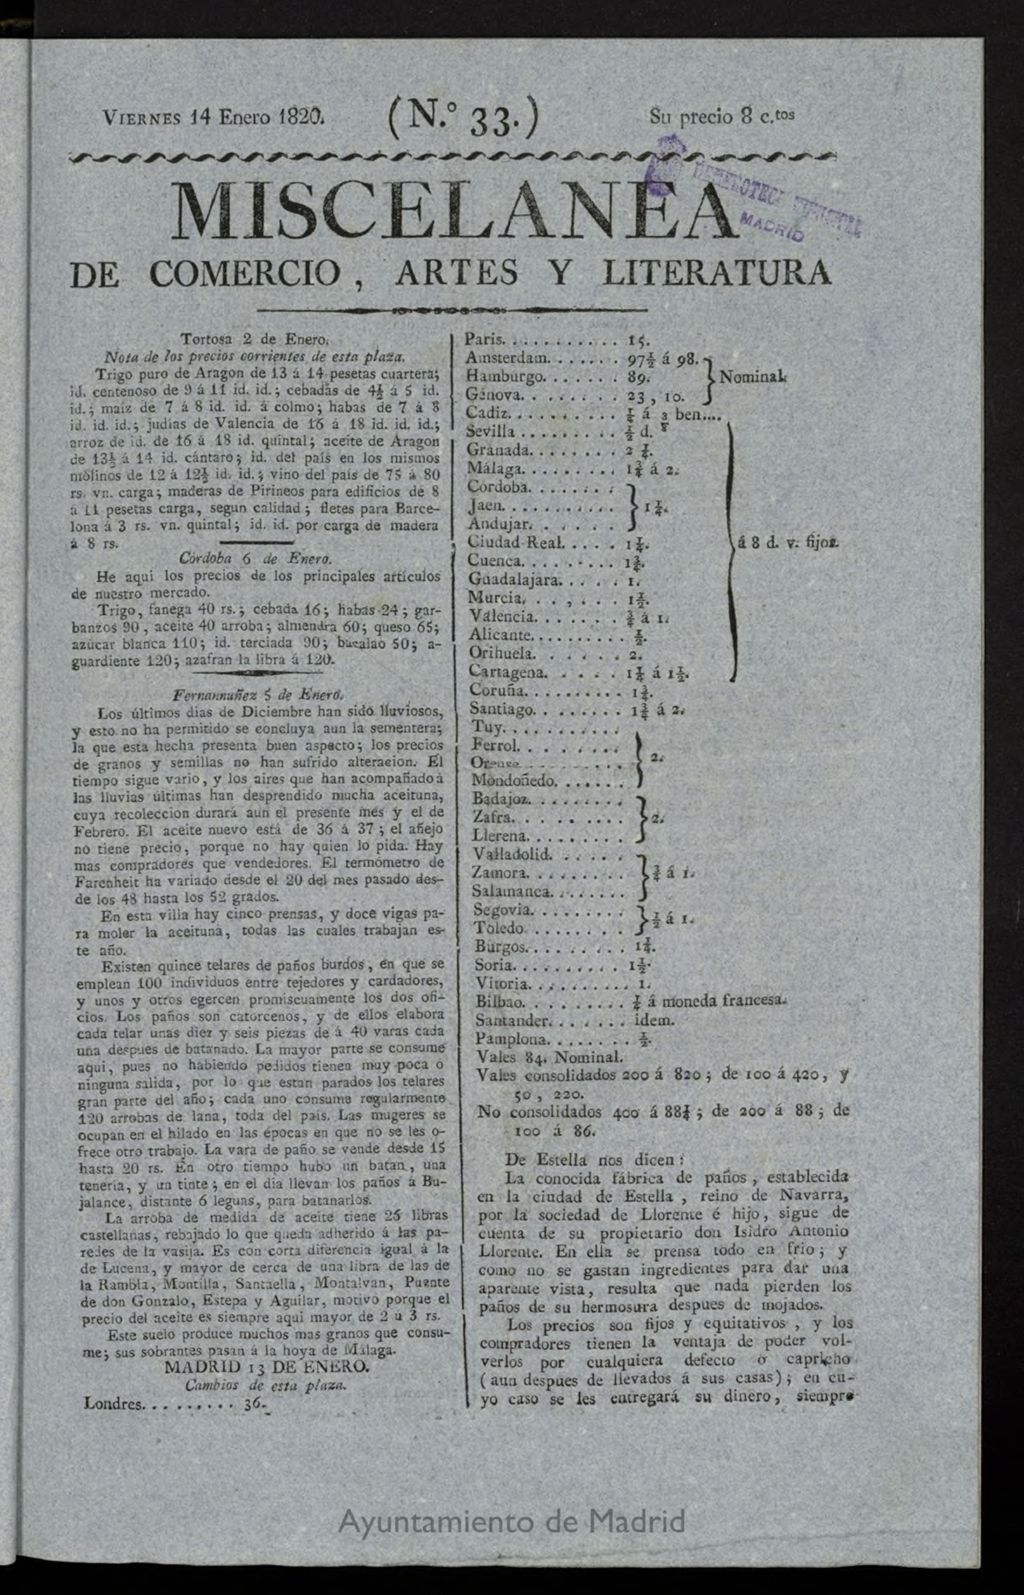 VIERNES 14 Enero 1820.
(N.º 33.)
Su precio 8 c.tos
MISCELANEA
DE COMERCIO, ARTES Y LITERATURA
MADRID
Tortosa 2 de Enero.
Nota de los precios corrientes de esta plaza.
Trigo puro de Aragon de 13 á 14 pesetas cuartera;
id. centenoso de 9 á 11 id. id.; cebadas de 4½ á 5 id.
id.; maiz de 7 á 8 id. id. á colmo; habas de 7 á 8
id. id. id.; judias de Valencia de 16 á 18 id. id. id.;
arroz de id. de 16 á 18 id. quintal; aceite de Aragon
de 13½ á 14 id. cántaro; id. del pais en los mismos
mólinos de 12 á 12½ id. id.; vino del pais de 75 á 80
rs. vn. carga; maderas de Pirineos para edificios de 8
á 11 pesetas carga, segun calidad; fletes para Barce-
lona á 3 rs. vn. quintal; id. id. por carga de madera
á 8 rs.
Córdoba 6 de Enero.
He aqui los precios de los principales artículos
de nuestro mercado.
Trigo, fanega 40 rs.; cebada 16; habas 24; gar-
banzos 90, aceite 40 arroba; almendra 60; queso 65;
azucar blanca 110; id. terciada 90; bacalao 50; a-
guardiente 120; azafran la libra á 120.
Fernannuñez 5 de Enero.
Los últimos dias de Diciembre han sido lluviosos,
y esto no ha permitido se concluya aun la sementera;
la que esta hecha presenta buen aspecto; los precios
de granos y semillas no han sufrido alteracion. El
tiempo sigue vario, y los aires que han acompañado á
las lluvias últimas han desprendido mucha aceituna,
cuya recoleccion durará aun el presente mes y el de
Febrero. El aceite nuevo está de 36 á 37; el añejo
no tiene precio, porque no hay quien lo pida. Hay
mas compradores que vendedores. El termómetro de
Farenheit ha variado desde el 20 del mes pasado des-
de los 48 hasta los 52 grados.
En esta villa hay cinco prensas, y doce vigas pa-
ra moler la aceituna, todas las cuales trabajan es-
te año.
Existen quince telares de paños burdos, en que se
emplean 100 individuos entre tejedores y cardadores,
y unos y otros egercen promiscuamente los dos ofi-
cios. Los paños son catorcenos, y de ellos elabora
cada telar unas diez y seis piezas de á 40 varas cada
una despues de batanado. La mayor parte se consume
aqui, pues no habiendo pedidos tienen muy poca o
ninguna salida, por lo que estan parados los telares
gran parte del año; cada uno consume regularmente
120 arrobas de lana, toda del pais. Las mugeres se
ocupan en el hilado en las épocas en que no se les o-
frece otro trabajo. La vara de paño se vende desde 15
hasta 20 rs. En otro tiempo hubo un batan, una
teneria, y un tinte; en el dia llevan los paños á Bu-
jalance, distante 6 leguas, para batanarlos.
La arroba de medida de aceite tiene 25 libras
castellanas, rebajado lo que queda adherido á las pa-
redes de la vasija. Es con corta diferencia igual á la
de Lucena, y mayor de cerca de una libra de las de
la Rambla, Montilla, Santaella, Montalvan, Puente
de don Gonzalo, Estepa y Aguilar, motivo porque el
precio del aceite es siempre aqui mayor de 2 u 3 rs.
Este suelo produce muchos mas granos que consu-
me; sus sobrantes pasan á la hoya de Málaga.
MADRID 13 DE ENERO.
Cambios de esta plaza.
Londres. . . . . . . . . 36.
Paris. . . . . . . . . . . 15.
Amsterdam. . . . . . . 97½ á 98.
Hamburgo. . . . . . . 89. Nominal.
Génova. . . . . . . . 23, 10.
Cadiz. . . . . . . . . á ben....
Sevilla . . . . . . . . . ½ d.
Granada. . . . . . . . 2
Málaga. . . . . . . . 1¾ á 2.
Cordoba. . . . . . . .
Jaen. . . . . . . . . . .
Andujar. . . . . . .
Ciudad-Real. . . . . á 8 d. v. fijos.
Cuenca. . . . . . . . . 1¾.
Guadalajara. . . . . 1.
Murcia. . . . . . . . 1½.
Valencia. . . . . . . . ¾ á 1.
Alicante. . . . . . . . . ½.
Orihuela. . . . . . . 2.
Cartagena. . . . . . á 1½.
Coruña. . . . . . . . . 1¾.
Santiago. . . . . . . . 1¾ á 2.
Tuy. . . . . . . . . . .
Ferrol. . . . . . . . .
Orense. . . . . . . . . 2.
Mondoñedo. . . . . . .
Badajoz. . . . . . . . .
Zafra. . . . . . . . . . 2.
Llerena. . . . . . . . .
Valladolid. . . . . . .
Zamora. . . . . . . . . ¾ á 1.
Salamanca. . . . . . .
Segovia. . . . . . . . . ½ á 1.
Toledo. . . . . . . . .
Burgos. . . . . . . . .
Soria. . . . . . . . . . 1½.
Vitoria. . . . . . . . . . 1.
Bilbao. . . . . . . . . á moneda francesa.
Santander. . . . . . . idem.
Pamplona. . . . . . . ½.
Vales 84. Nominal.
Vales consolidados 200 á 820; de 100 á 420, y
50, 220.
No consolidados 400 á 88¾; de 200 á 88; de
100 á 86.
De Estella nos dicen:
La conocida fábrica de paños, establecida
en la ciudad de Estella, reino de Navarra,
por la sociedad de Llorente é hijo, sigue de
cuenta de su propietario don Isidro Antonio
Llorente. En ella se prensa todo en frio; y
como no se gastan ingredientes para dar una
aparente vista, resulta que nada pierden los
paños de su hermosura despues de mojados.
Los precios son fijos y equitativos, y los
compradores tienen la ventaja de poder vol-
verlos por cualquiera defecto o capricho
(aun despues de llevados á sus casas); en cu-
yo caso se les entregará su dinero, siempre
Ayuntamiento de Madrid